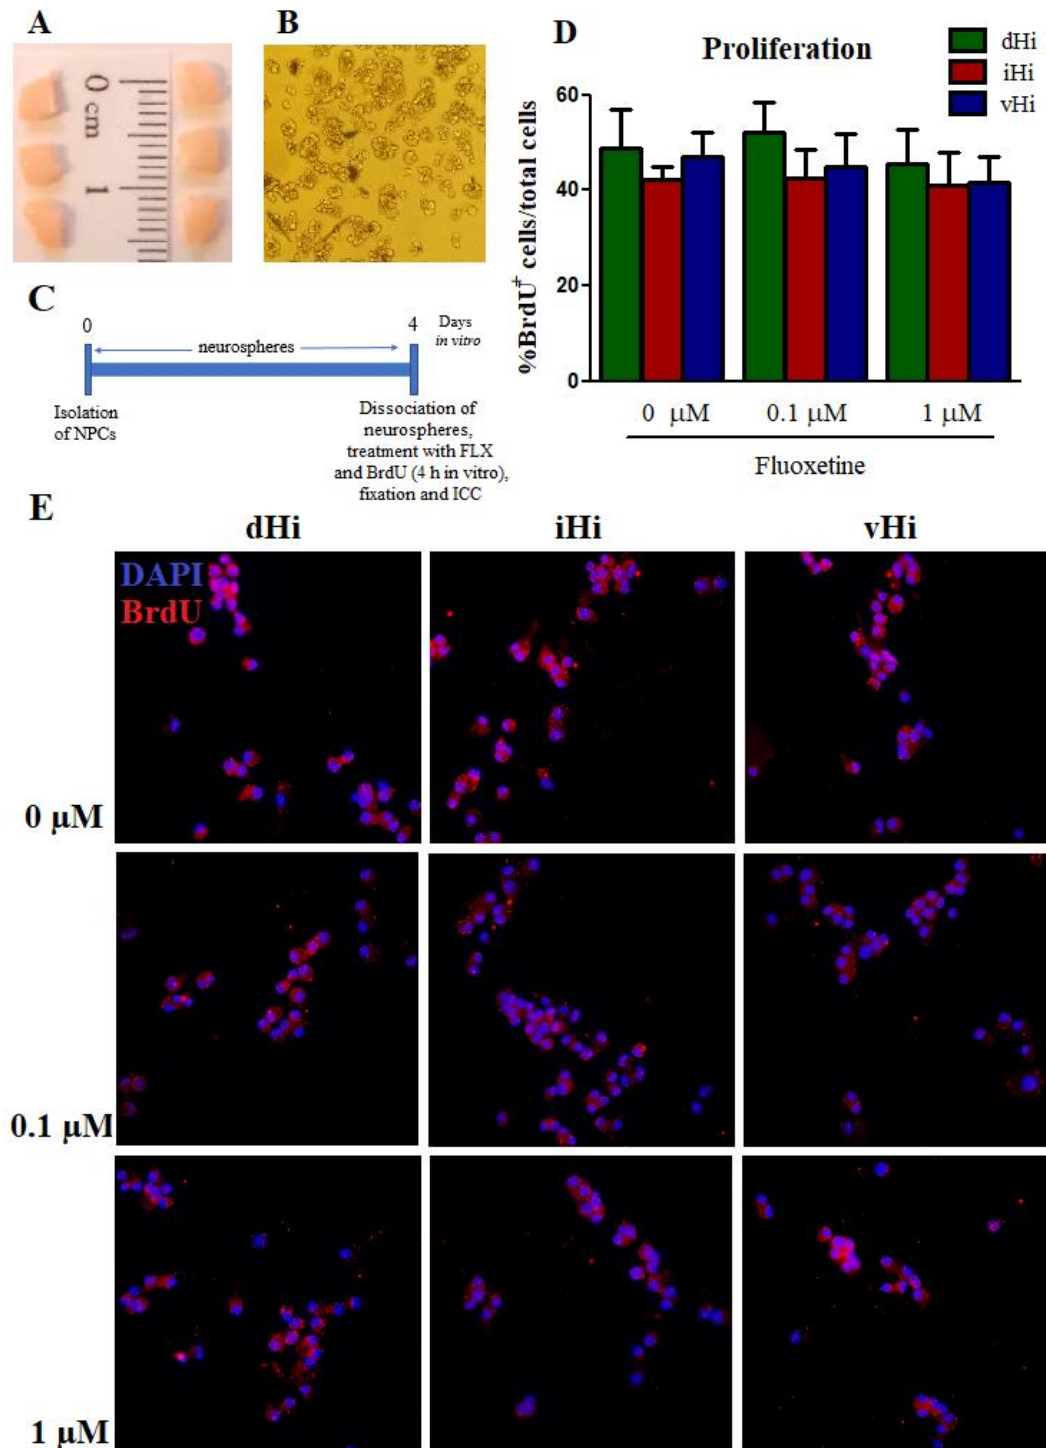 A
0 cm
1
B
C
0
4
Days
in vitro
neurospheres
Isolation
of NPCs
Dissociation of
neurospheres,
treatment with FLX
and BrdU (4 h in vitro),
fixation and ICC
D
Proliferation
dHi
iHi
vHi
%BrdU+ cells/total cells
60
40
20
0
0 μM
0.1 μM
1 μM
Fluoxetine
E
dHi
iHi
vHi
DAPI
BrdU
0 μM
0.1 μM
1 μM